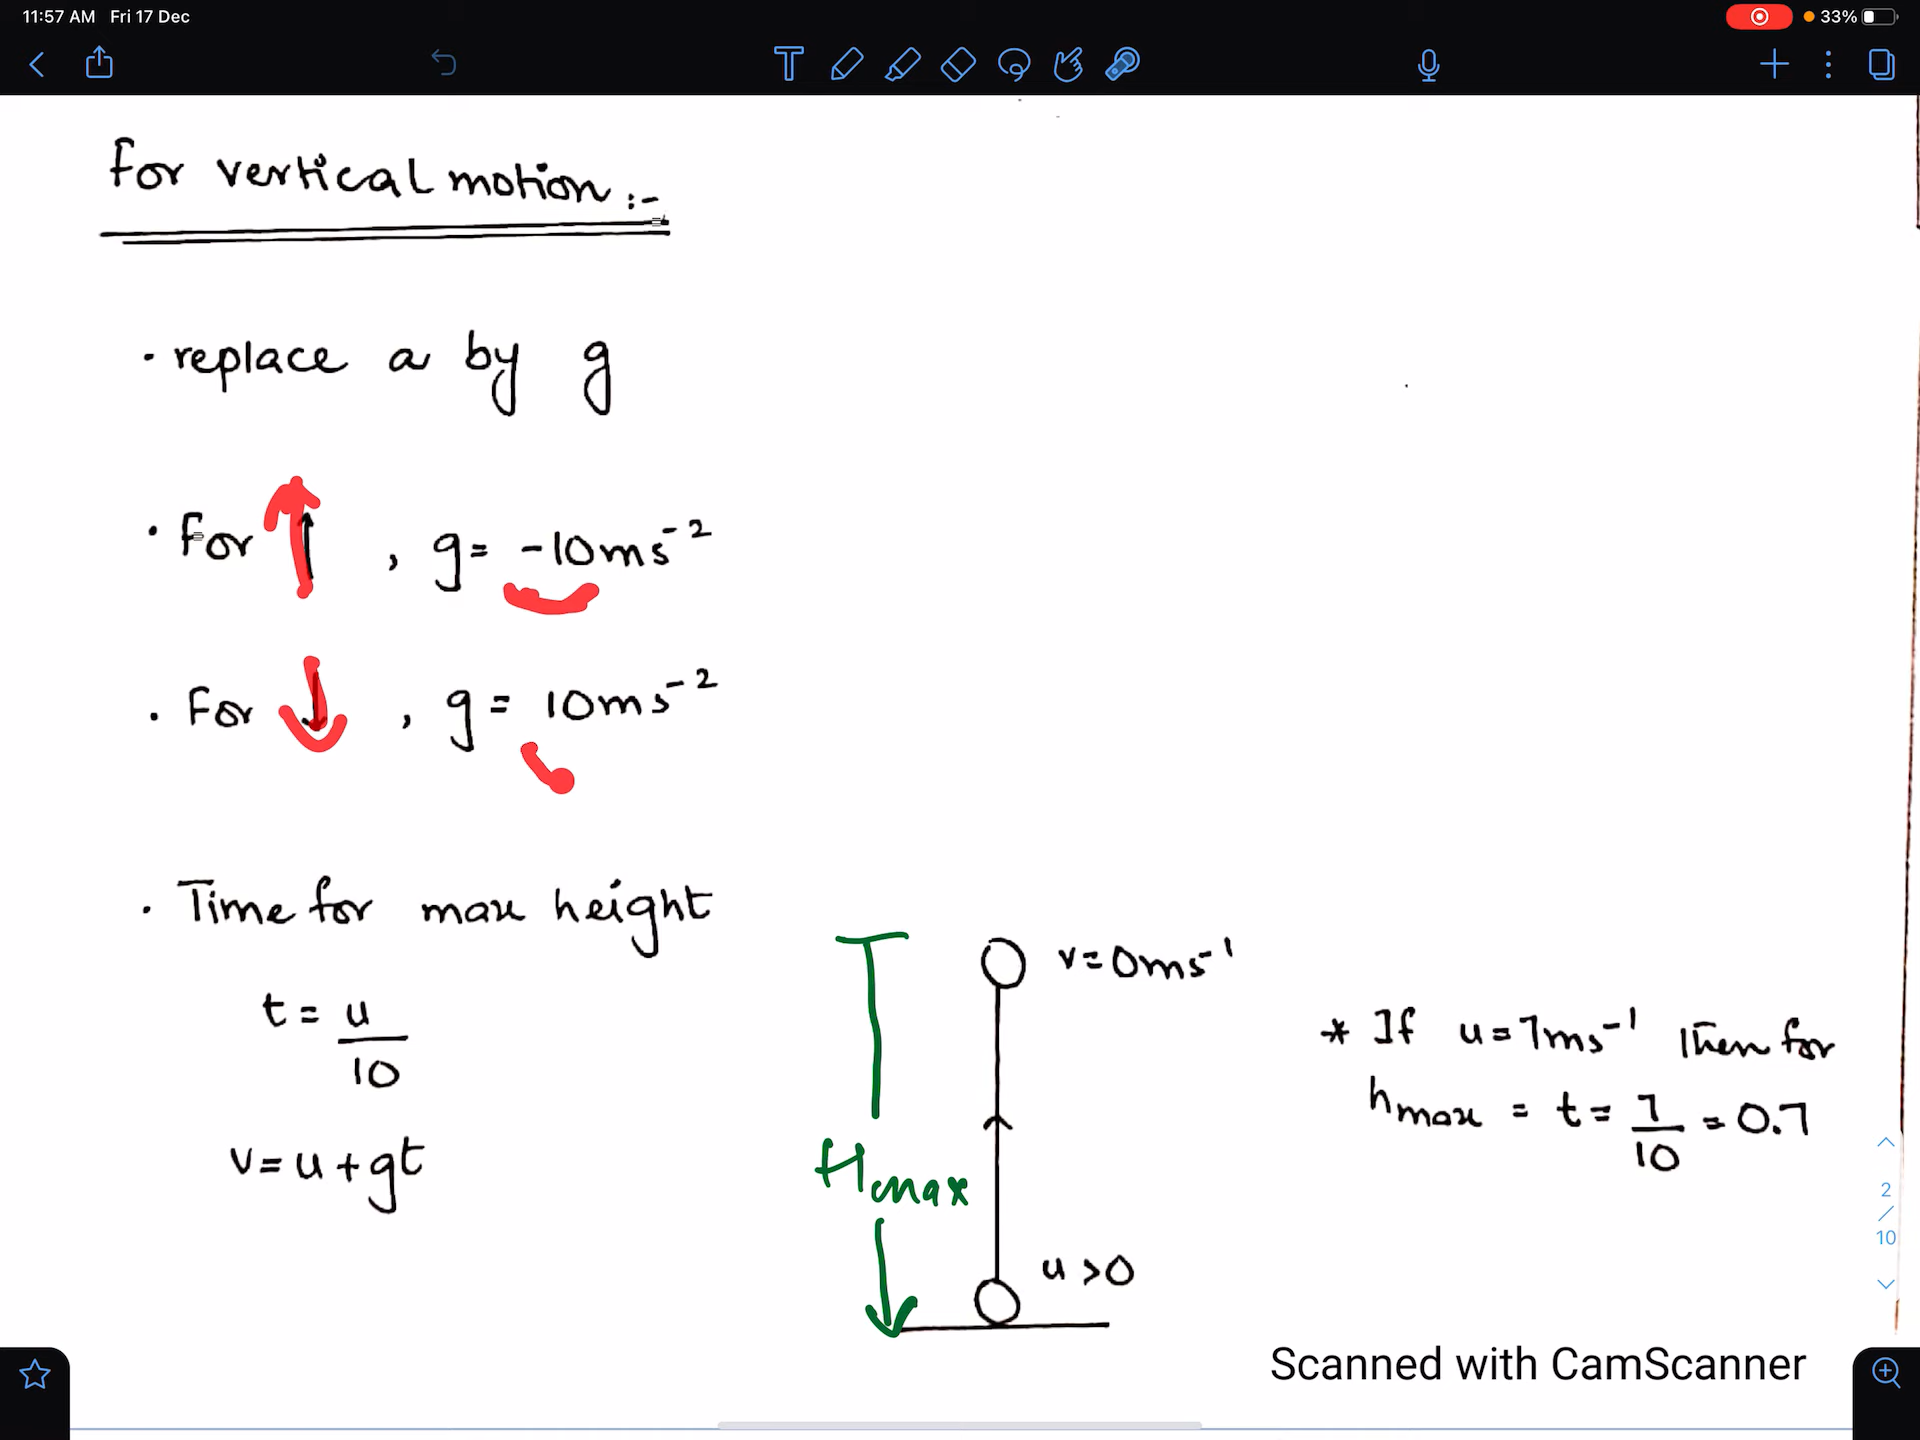 11:57 AM Fri 17 Dec
33%
For vertical motion :-
• replace a by g
• For ↑ , g = -10ms⁻²
• For ↓ , g = 10ms⁻²
• Time for max height
t = u/10
v = u + gt
Hmax
v = 0ms⁻¹
u > 0
* If u = 7ms⁻¹ then for
hmax = t = 7/10 = 0.7
2
/
10
Scanned with CamScanner